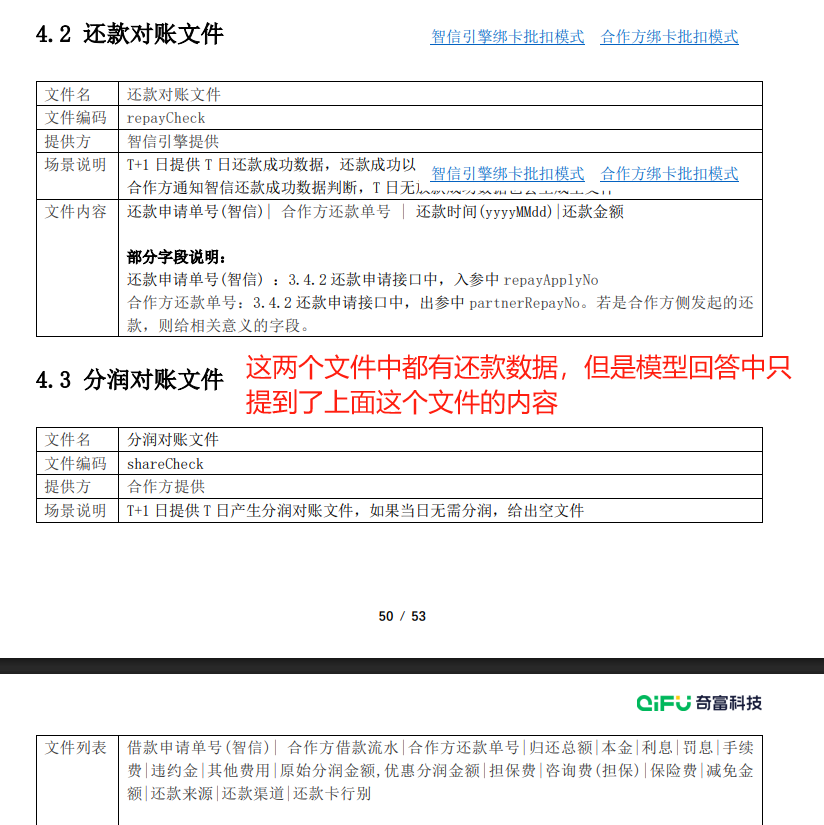 4.2 还款对账文件
智信引擎绑卡批扣模式 合作方绑卡批扣模式
文件名 还款对账文件
文件编码 repayCheck
提供方 智信引擎提供
场景说明 T+1 日提供 T 日还款成功数据，还款成功以
智信引擎绑卡批扣模式 合作方绑卡批扣模式
合作方通知智信还款成功数据判断，T 日无
文件内容 还款申请单号(智信)| 合作方还款单号 | 还款时间(yyyyMMdd)|还款金额
部分字段说明：
还款申请单号(智信) ：3.4.2 还款申请接口中，入参中 repayApplyNo
合作方还款单号：3.4.2 还款申请接口中，出参中 partnerRepayNo。若是合作方侧发起的还
款，则给相关意义的字段。
4.3 分润对账文件
这两个文件中都有还款数据，但是模型回答中只
提到了上面这个文件的内容
文件名 分润对账文件
文件编码 shareCheck
提供方 合作方提供
场景说明 T+1 日提供 T 日产生分润对账文件，如果当日无需分润，给出空文件
50 / 53
QIFU 奇富科技
文件列表 借款申请单号(智信)| 合作方借款流水|合作方还款单号|归还总额|本金|利息|罚息|手续
费|违约金|其他费用|原始分润金额,优惠分润金额|担保费|咨询费(担保)|保险费|减免金
额|还款来源|还款渠道|还款卡行别